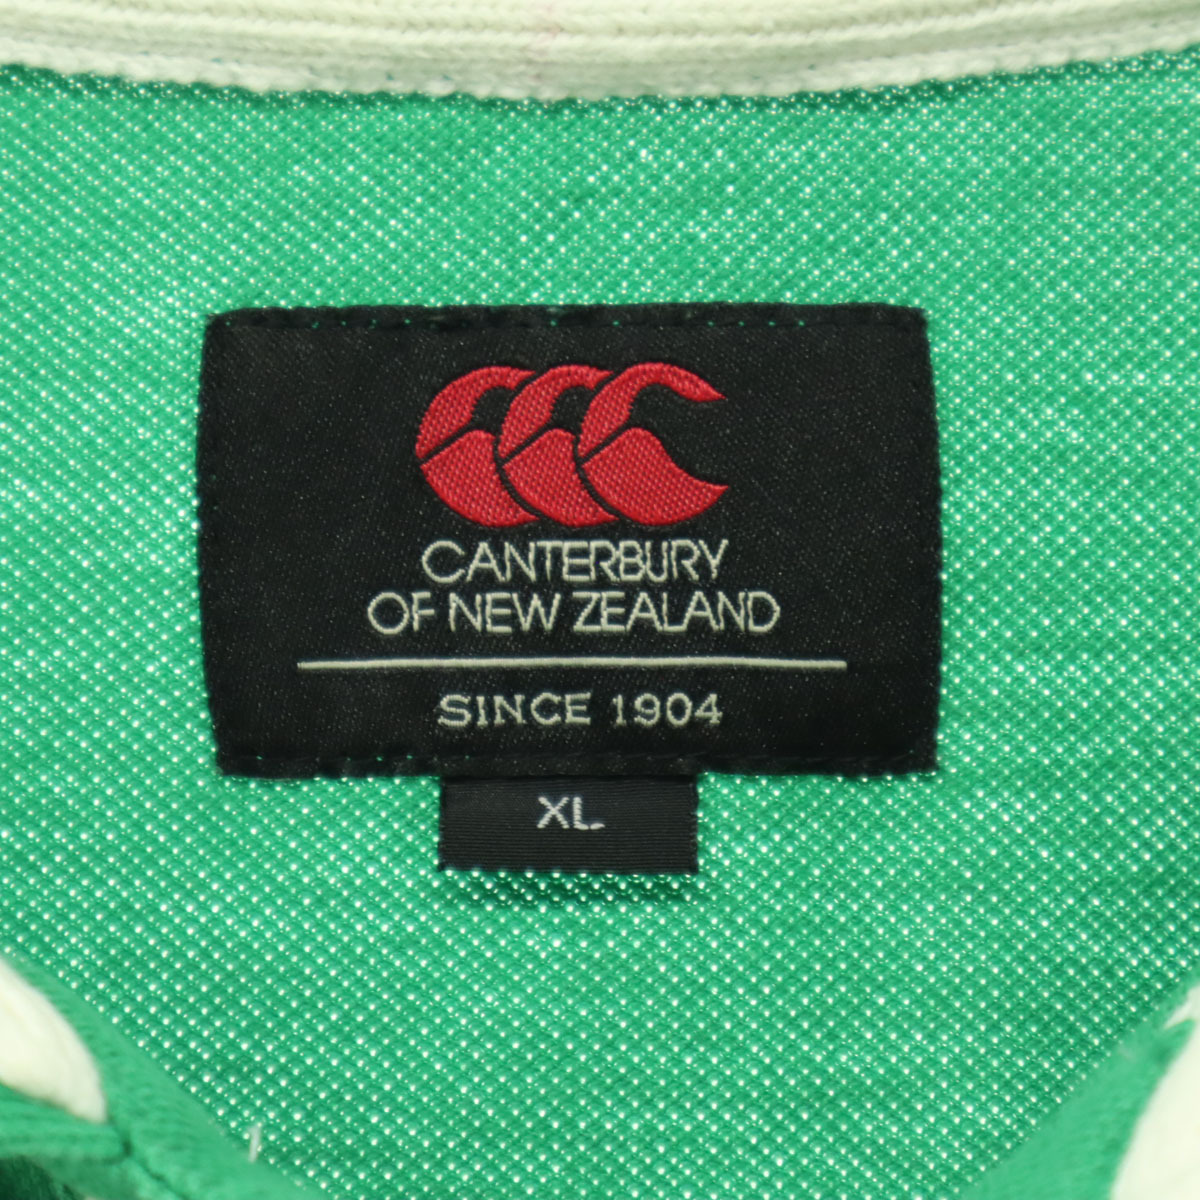 CANTERBURY
OF NEW ZEALAND
SINCE 1904
XL